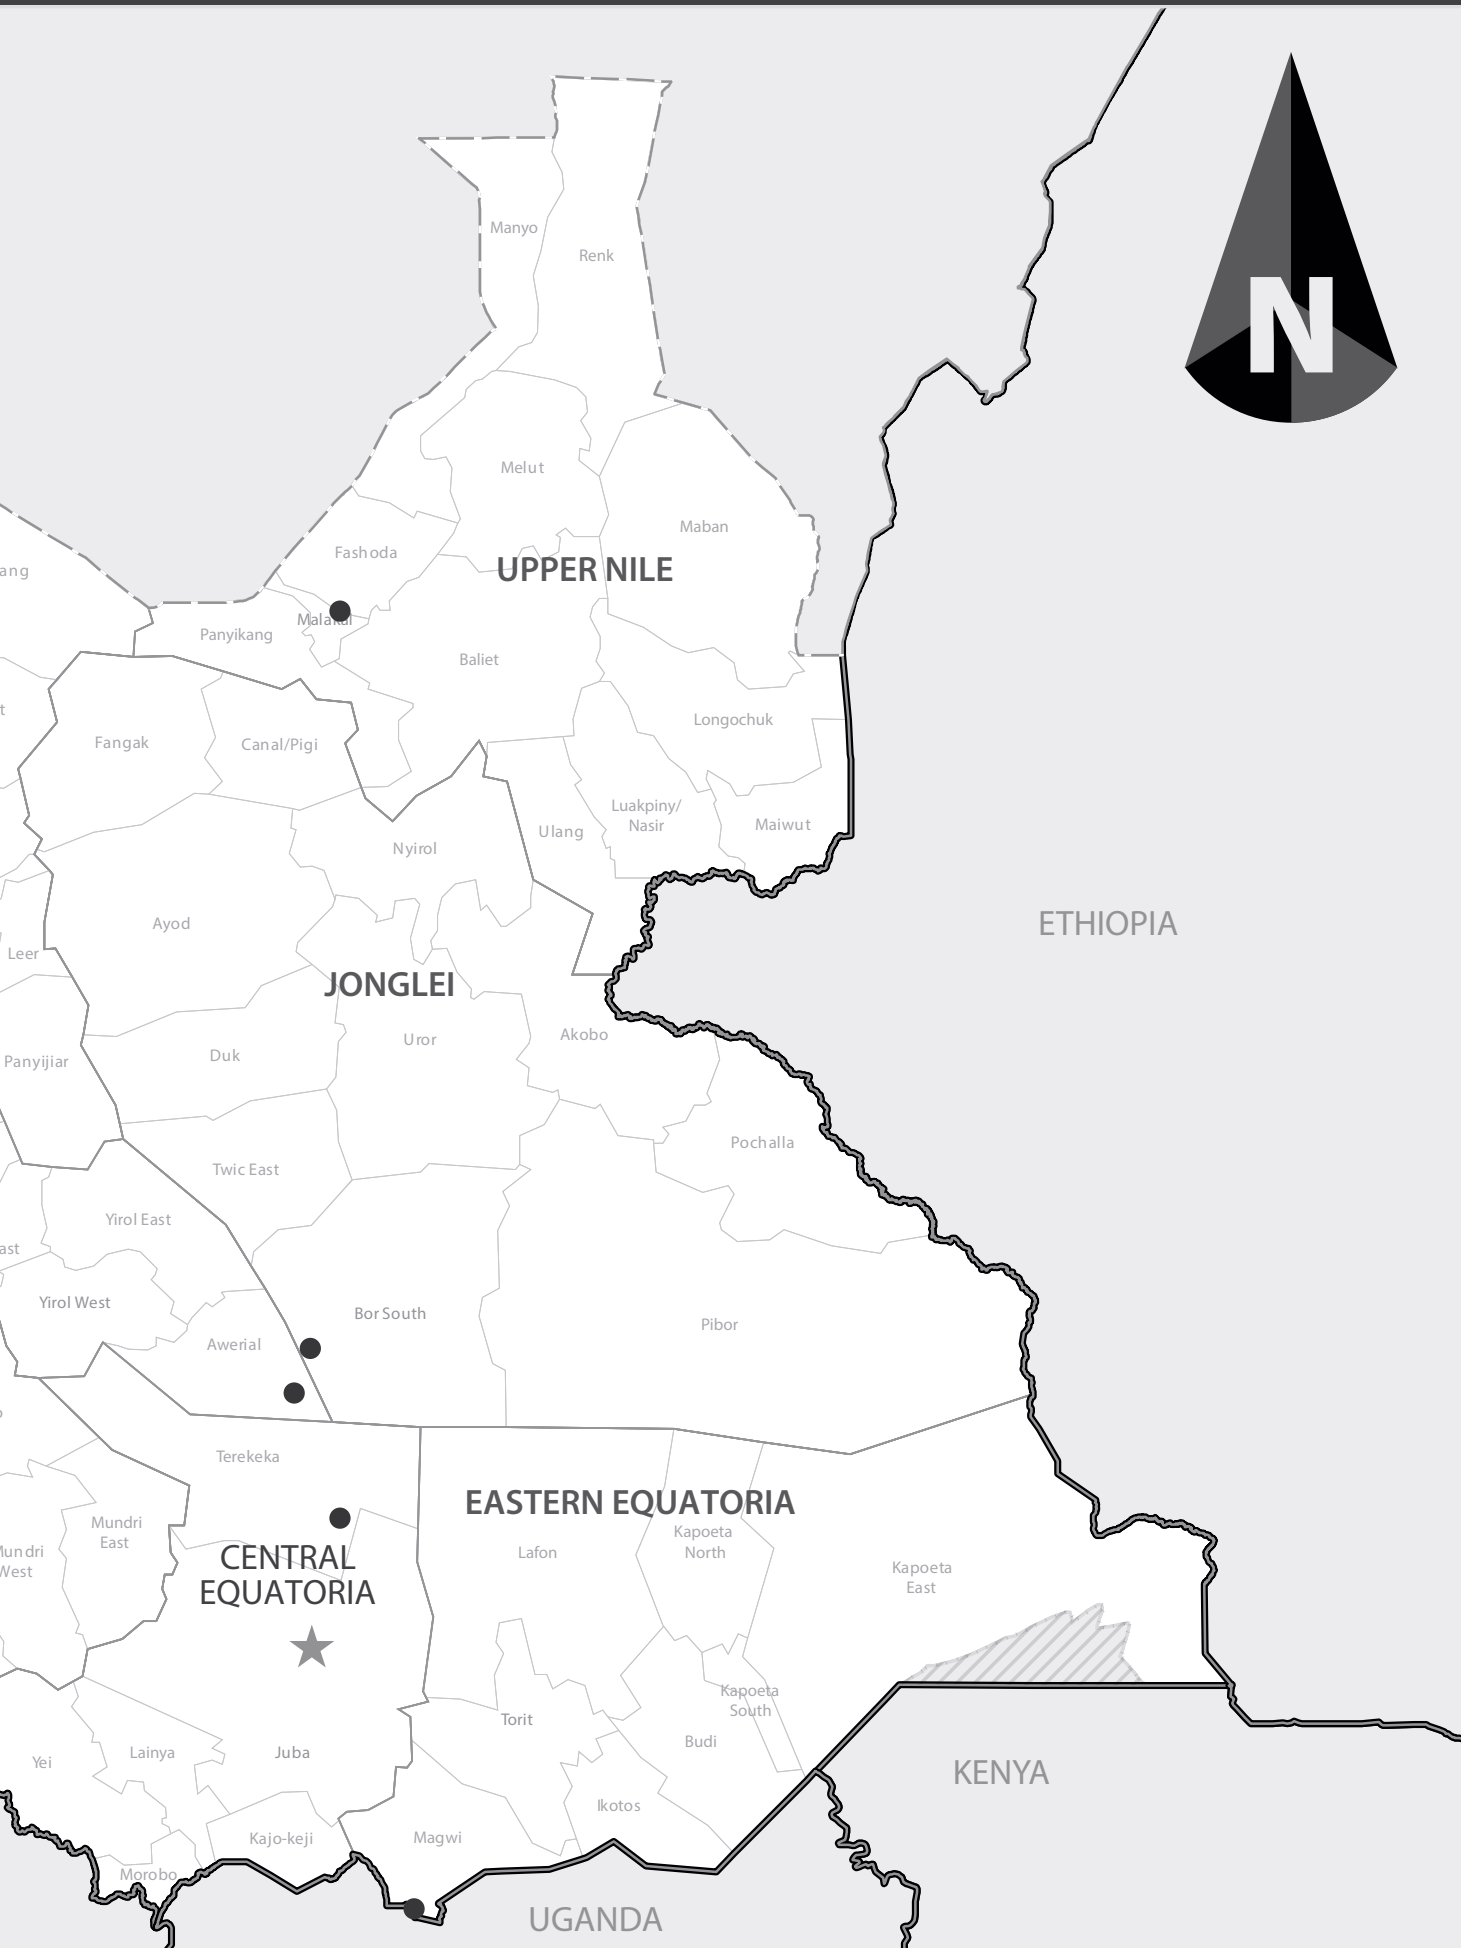 N
Manyo
Renk
Melut
Maban
Fashoda
ang
UPPER NILE
Malakal
Panyikang
Baliet
t
Longochuk
Fangak
Canal/Pigi
Luakpiny/
Nasir
Ulang
Maiwut
Nyirol
Ayod
ETHIOPIA
Leer
JONGLEI
Akobo
Uror
Duk
Panyijiar
Pochalla
Twic East
Yirol East
ast
Yirol West
Bor South
Pibor
Awerial
Terekeka
EASTERN EQUATORIA
Mundri
East
Kapoeta
North
Lafon
undri
West
CENTRAL
EQUATORIA
Kapoeta
East
Kapoeta
South
Torit
Budi
Juba
Lainya
Yei
KENYA
Ikotos
Magwi
Kajo-keji
Morobo
UGANDA